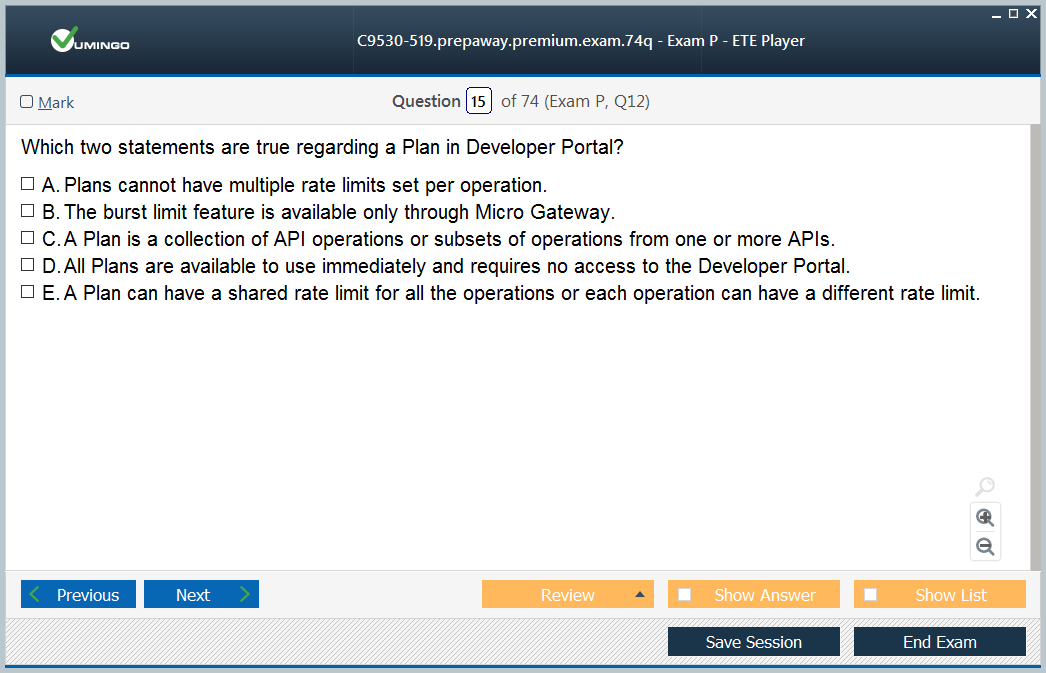 VUMINGO
C9530-519.prepaway.premium.exam.74q - Exam P - ETE Player
Mark
Question 15 of 74 (Exam P, Q12)
Which two statements are true regarding a Plan in Developer Portal?
A. Plans cannot have multiple rate limits set per operation.
B. The burst limit feature is available only through Micro Gateway.
C. A Plan is a collection of API operations or subsets of operations from one or more APIs.
D. All Plans are available to use immediately and requires no access to the Developer Portal.
E. A Plan can have a shared rate limit for all the operations or each operation can have a different rate limit.
Previous Next Review Show Answer Show List
Save Session End Exam